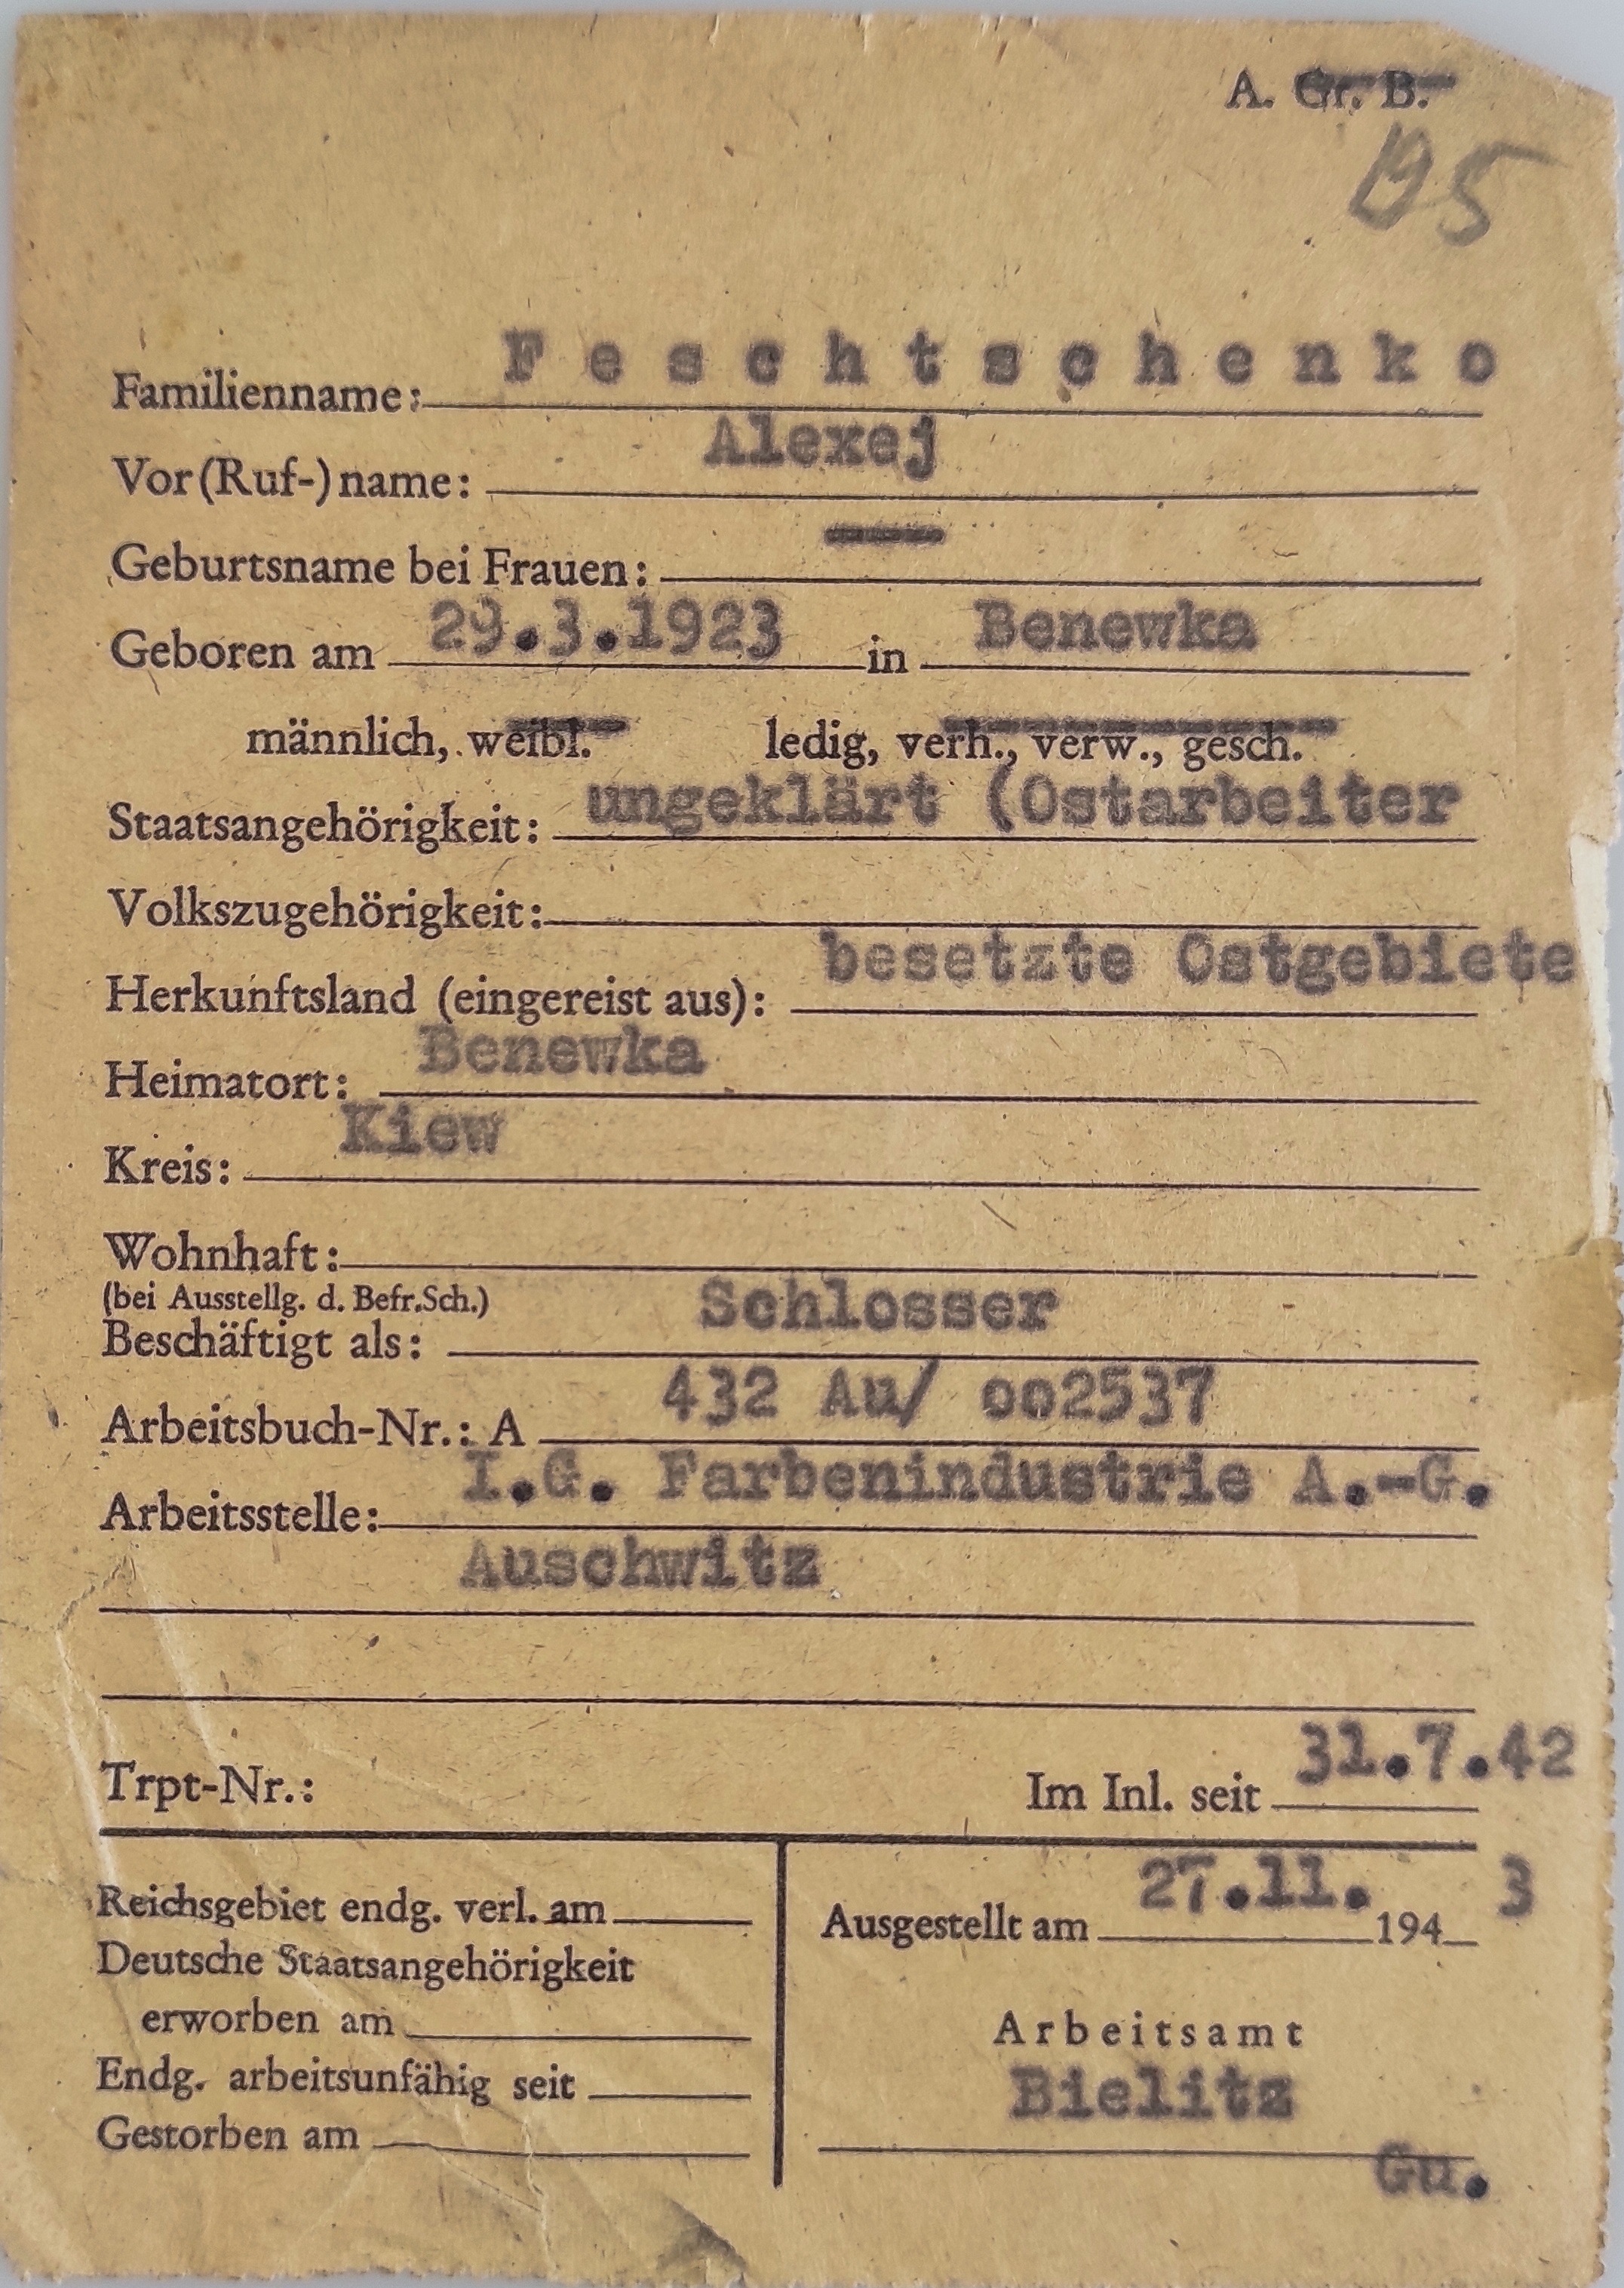 A. Gr. B.
195
Feschtschenko
Familienname:
Alexej
Vor(Ruf-)name:
Geburtsname bei Frauen:
Geboren am 29.3.1923 in Benewka
männlich, weibl. ledig, verh., verw., gesch.
Staatsangehörigkeit: ungeklärt (Ostarbeiter
Volkszugehörigkeit:
Herkunftsland (eingereist aus): besetzte Ostgebiete
Heimatort: Benewka
Kreis: Kiew
Wohnhaft:
(bei Ausstellg. d. Befr.Sch.)
Beschäftigt als: Schlosser
Arbeitsbuch-Nr.: A 432 Au/ oo2537
Arbeitsstelle: I.G. Farbenindustrie A.-G.
Auschwitz
Trpt-Nr.: Im Inl. seit 31.7.42
Reichsgebiet endg. verl. am
Deutsche Staatsangehörigkeit
erworben am
Endg. arbeitsunfähig seit
Gestorben am
Ausgestellt am 27.11. 194 3
Arbeitsamt
Bielitz
Gu.